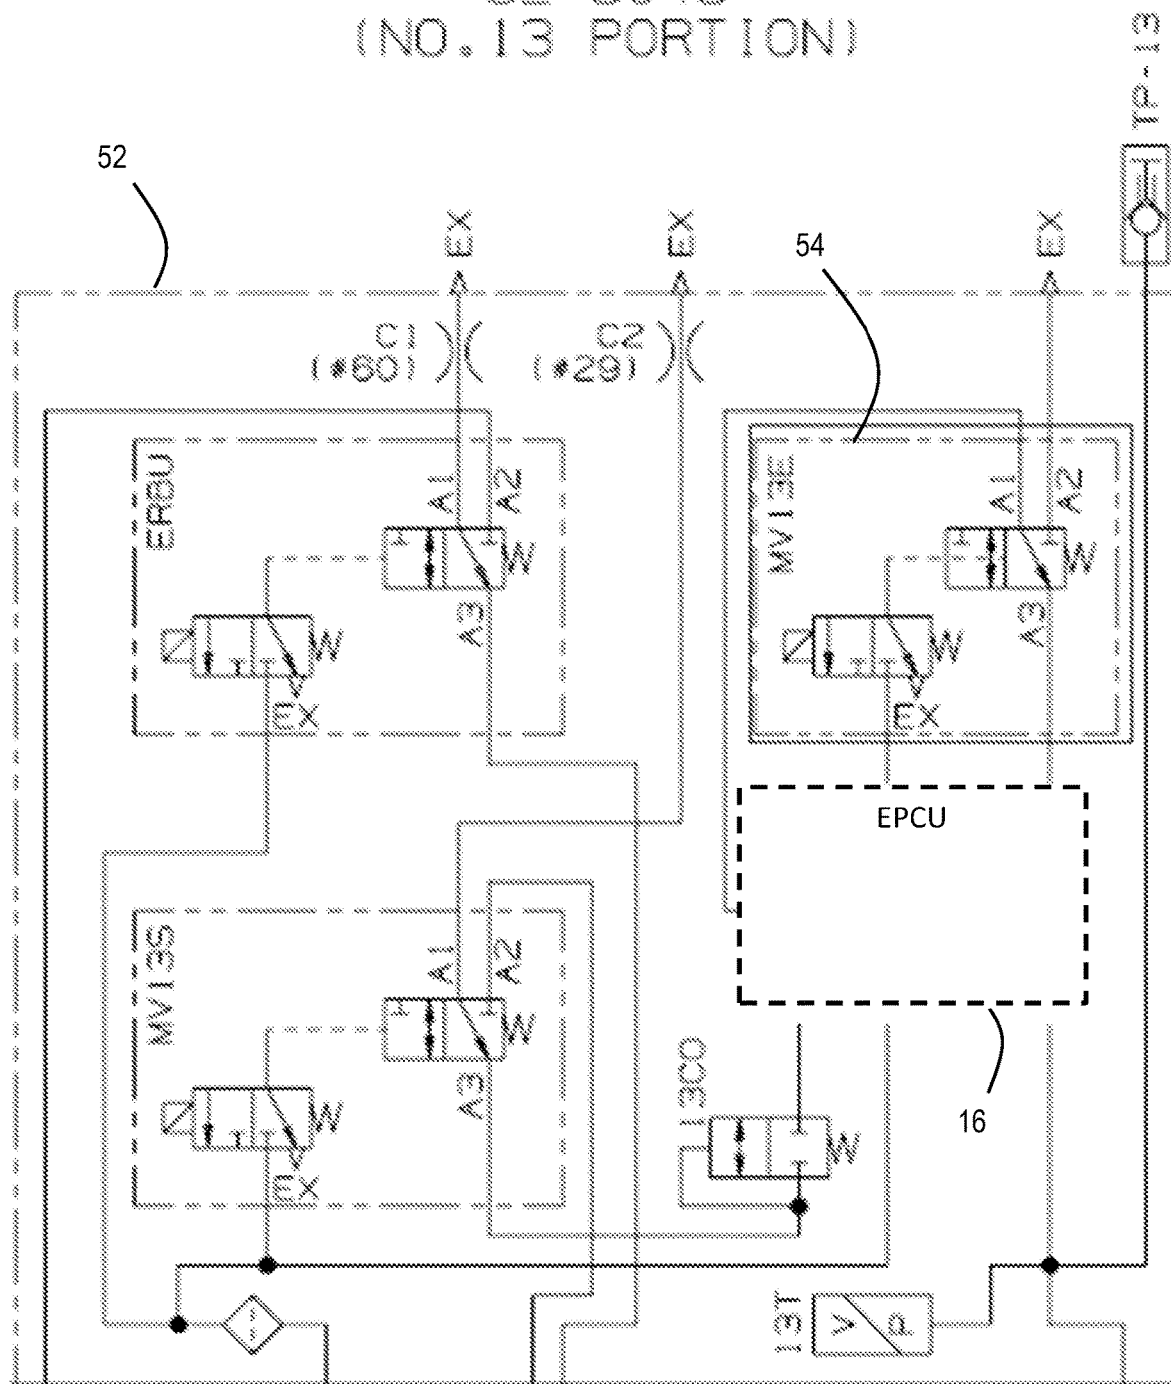 (NO.13 PORTION)
TP-13
52
EX
EX
54
EX
C1
(#60)
C2
(#29)
ERBU
A1
A2
W
A3
W
EX
MV13E
A1
A2
W
A3
W
EX
EPCU
MV13S
A1
A2
W
A3
W
EX
13CO
W
16
13T
V
P